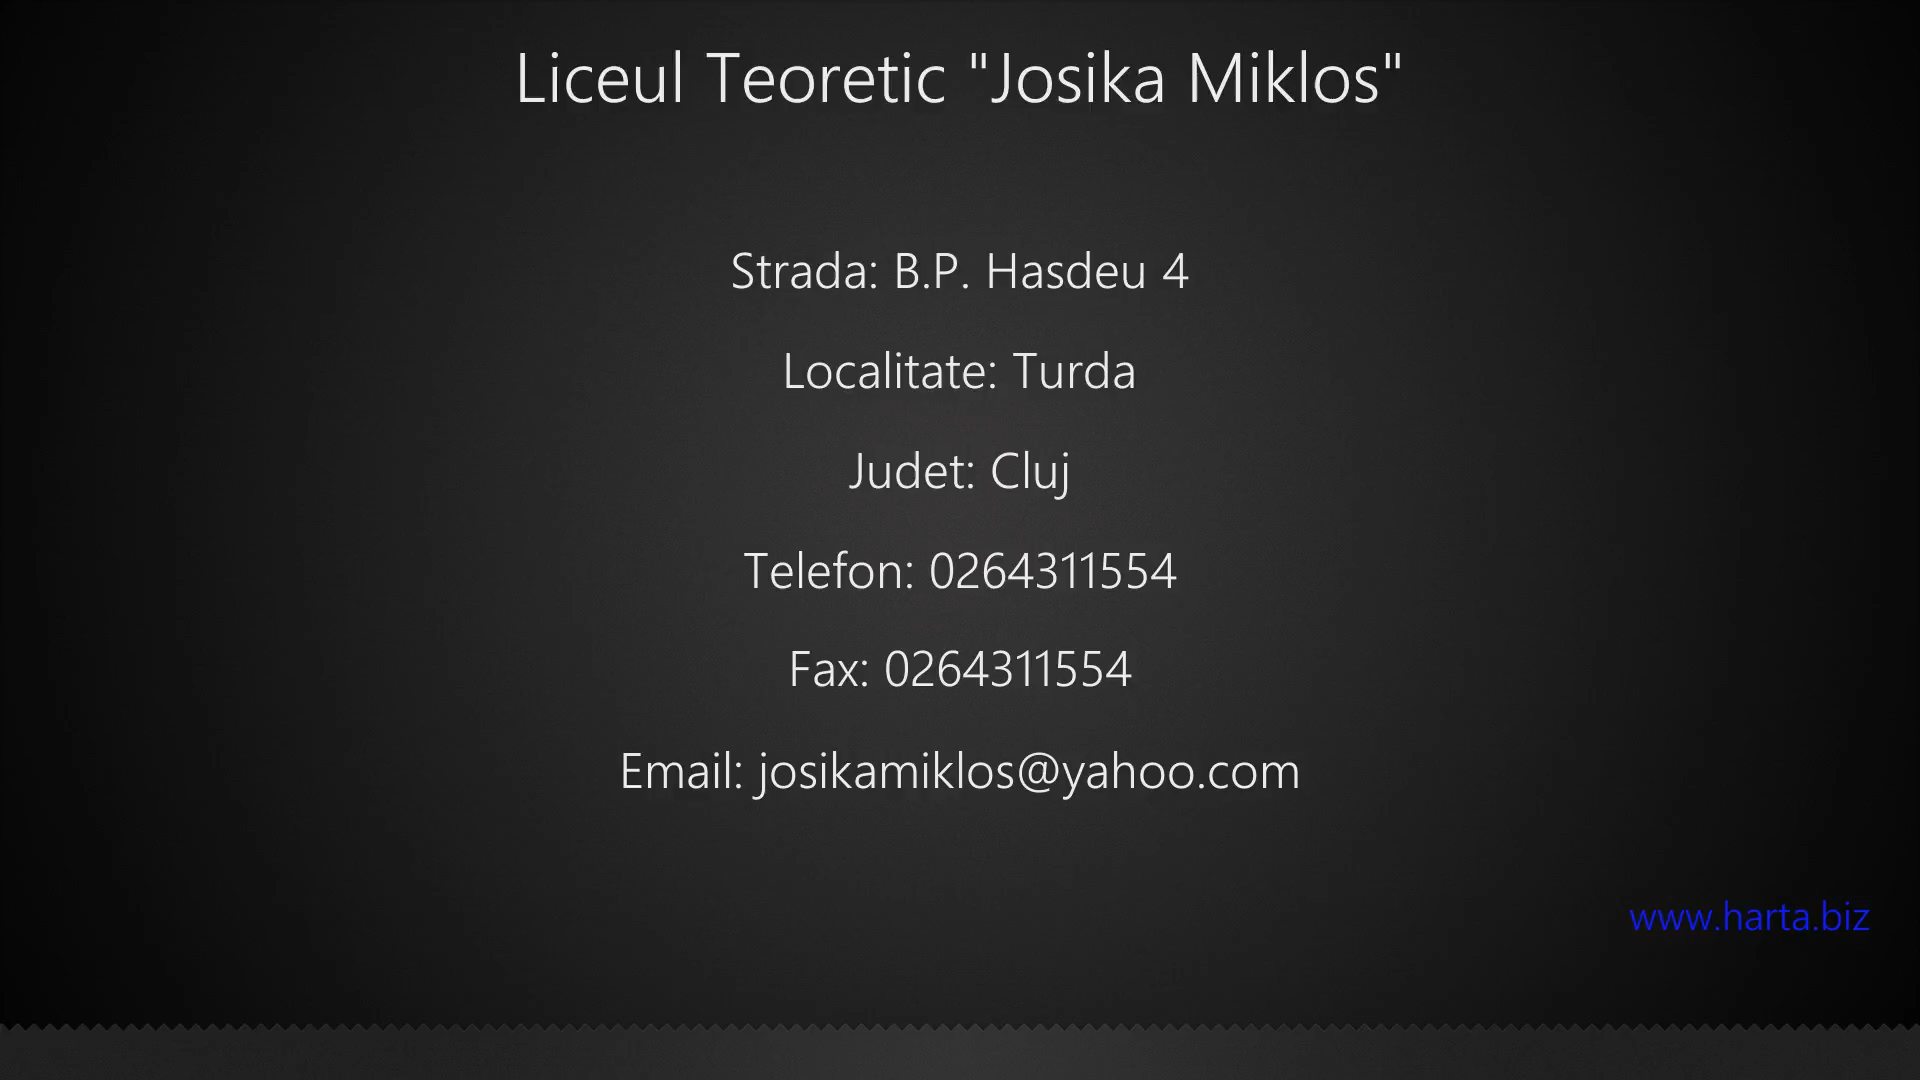 Liceul Teoretic "Josika Miklos"
Strada: B.P. Hasdeu 4
Localitate: Turda
Judet: Cluj
Telefon: 0264311554
Fax: 0264311554
Email: josikamiklos@yahoo.com
www.harta.biz